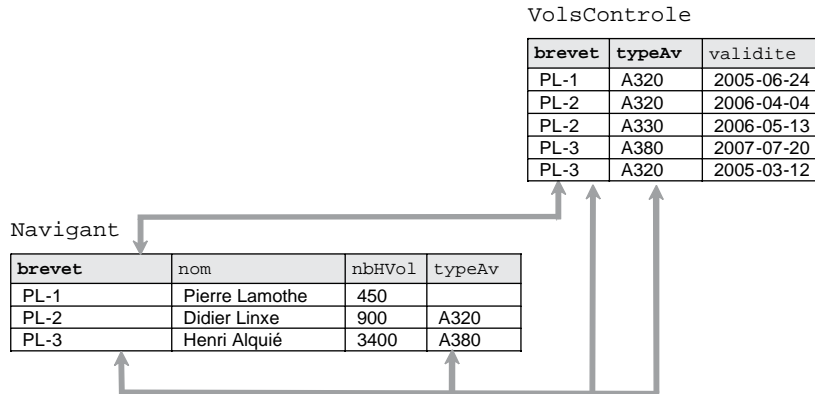 VolsControle
brevet typeAv validite
PL-1 A320 2005-06-24
PL-2 A320 2006-04-04
PL-2 A330 2006-05-13
PL-3 A380 2007-07-20
PL-3 A320 2005-03-12
Navigant
brevet nom nbHVol typeAv
PL-1 Pierre Lamothe 450
PL-2 Didier Linxe 900 A320
PL-3 Henri Alquié 3400 A380